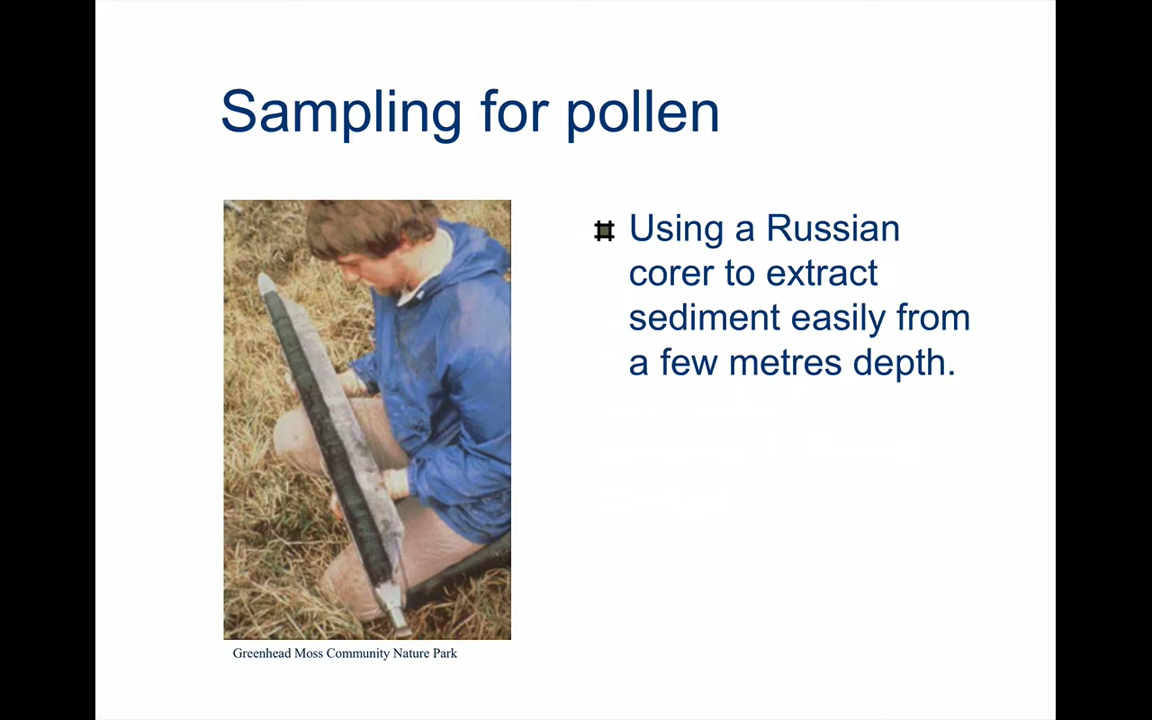 Sampling for pollen
Using a Russian
corer to extract
sediment easily from
a few metres depth.
Greenhead Moss Community Nature Park